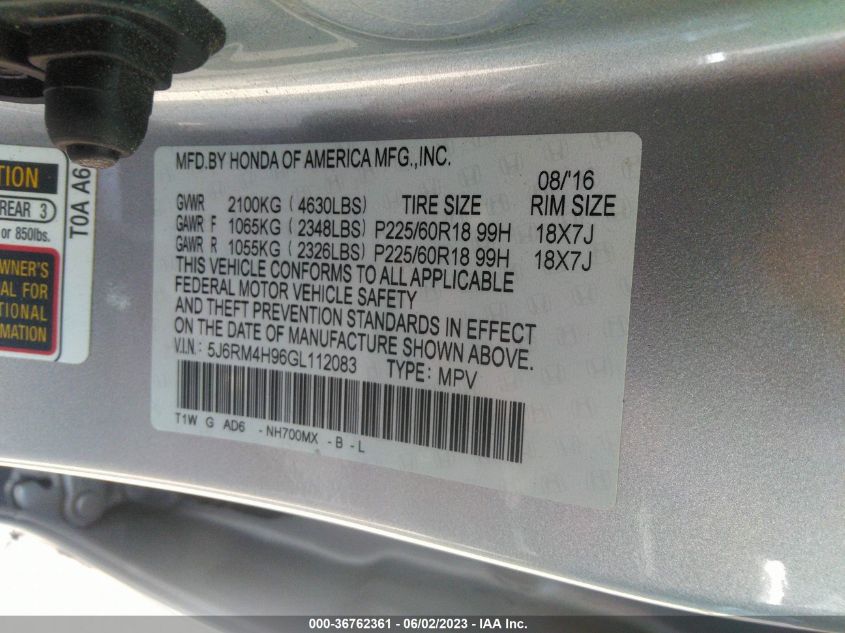 MFD.BY HONDA OF AMERICA MFG.,INC.
08/'16
GVWR 2100KG ( 4630LBS) TIRE SIZE RIM SIZE
GAWR F 1065KG ( 2348LBS) P225/60R18 99H 18X7J
GAWR R 1055KG ( 2326LBS) P225/60R18 99H 18X7J
THIS VEHICLE CONFORMS TO ALL APPLICABLE
FEDERAL MOTOR VEHICLE SAFETY
AND THEFT PREVENTION STANDARDS IN EFFECT
ON THE DATE OF MANUFACTURE SHOWN ABOVE.
V.I.N.: 5J6RM4H96GL112083 TYPE: MPV
T1W G AD6 -NH700MX -B -L
TION
REAR 3
or 850lbs.
T0A A6
WNER'S
AL FOR
TIONAL
RMATION
000-36762361 - 06/02/2023 - IAA Inc.